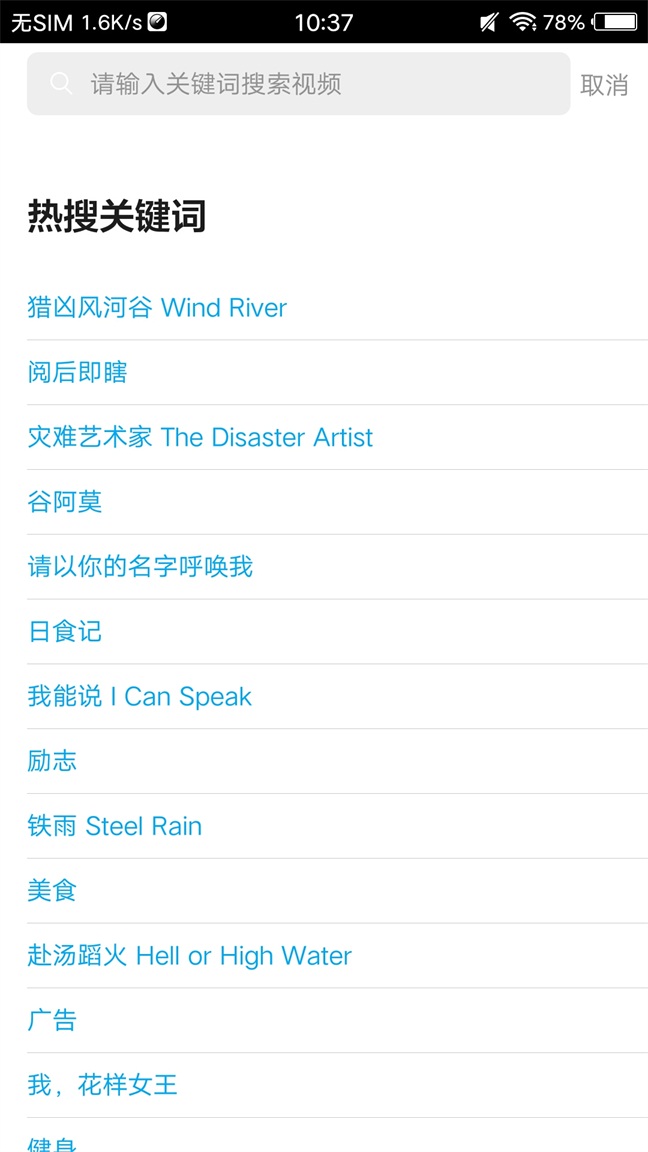 无SIM 1.6K/s 10:37 78%
请输入关键词搜索视频 取消
热搜关键词
猎凶风河谷 Wind River
阅后即瞎
灾难艺术家 The Disaster Artist
谷阿莫
请以你的名字呼唤我
日食记
我能说 I Can Speak
励志
铁雨 Steel Rain
美食
赴汤蹈火 Hell or High Water
广告
我，花样女王
健身